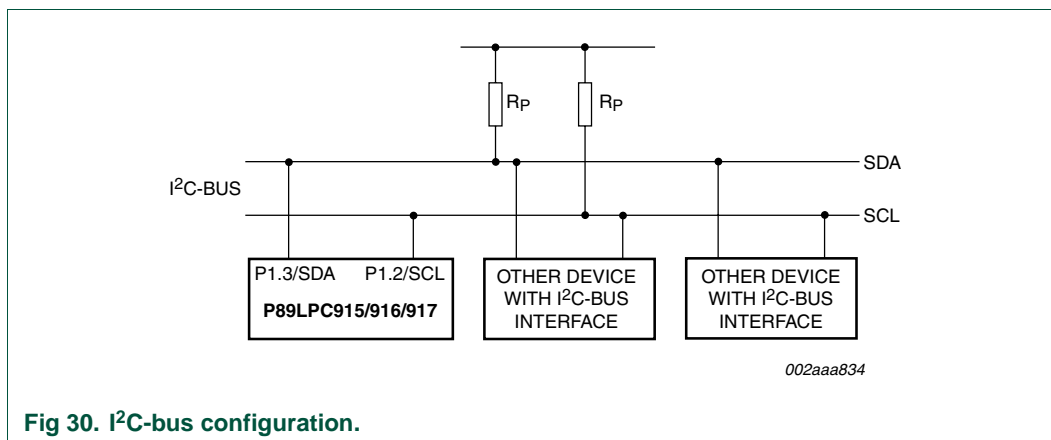 RP RP
SDA
I2C-BUS
SCL
P1.3/SDA P1.2/SCL
P89LPC915/916/917
OTHER DEVICE
WITH I2C-BUS
INTERFACE
OTHER DEVICE
WITH I2C-BUS
INTERFACE
002aaa834
Fig 30. I2C-bus configuration.